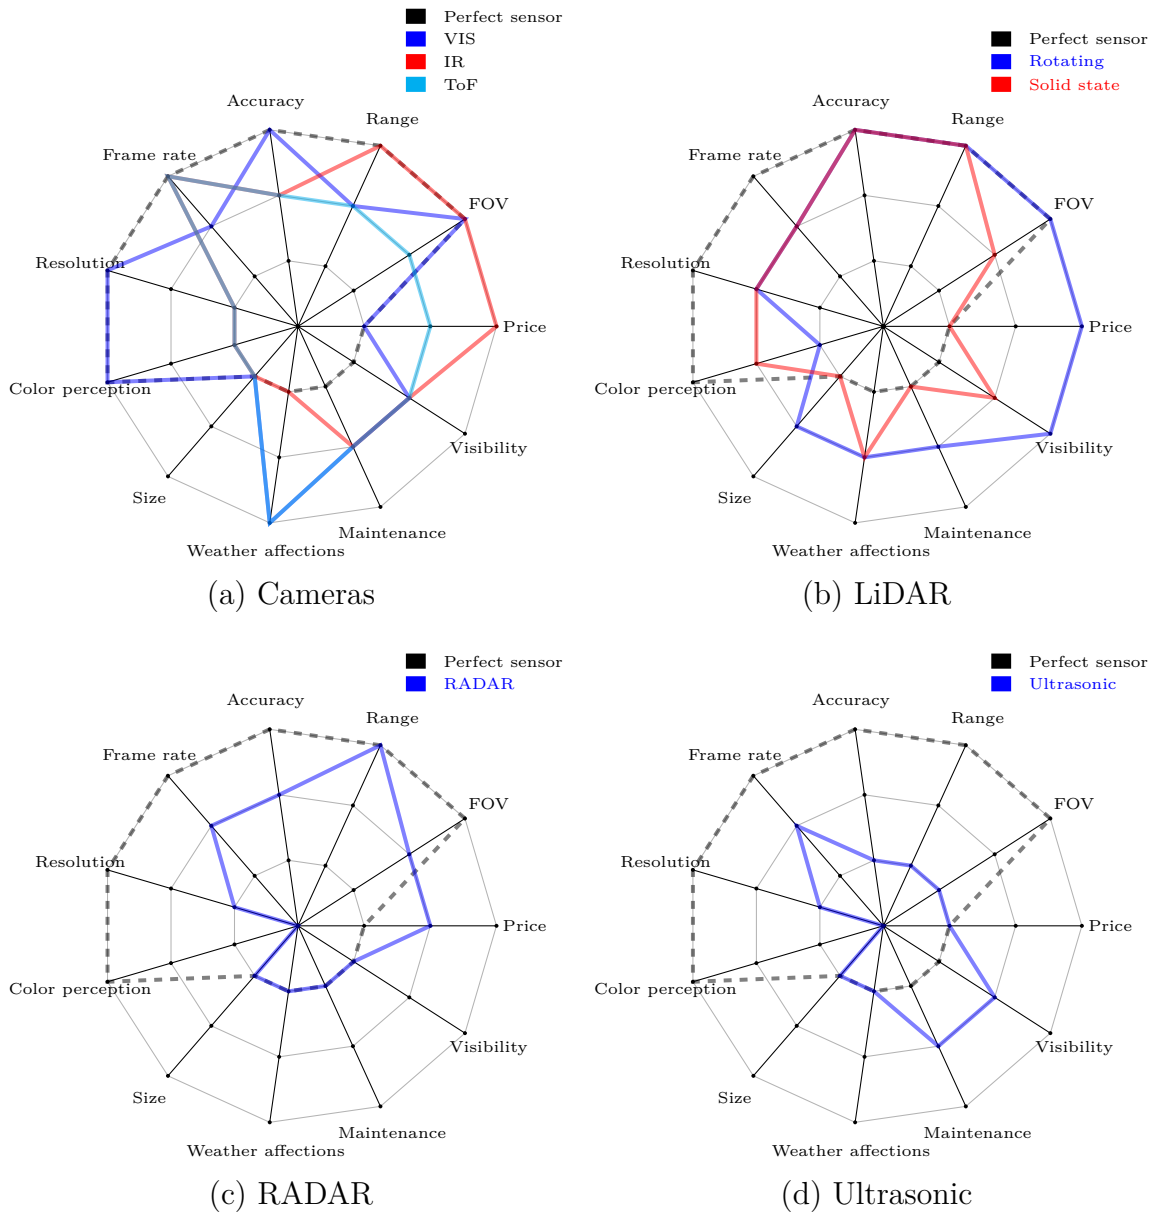 Perfect sensor
VIS
IR
ToF
Accuracy
Range
Frame rate
FOV
Resolution
Price
Color perception
Visibility
Size
Maintenance
Weather affections
(a) Cameras
Perfect sensor
Rotating
Solid state
Accuracy
Range
Frame rate
FOV
Resolution
Price
Color perception
Visibility
Size
Maintenance
Weather affections
(b) LiDAR
Perfect sensor
RADAR
Accuracy
Range
Frame rate
FOV
Resolution
Price
Color perception
Visibility
Size
Maintenance
Weather affections
(c) RADAR
Perfect sensor
Ultrasonic
Accuracy
Range
Frame rate
FOV
Resolution
Price
Color perception
Visibility
Size
Maintenance
Weather affections
(d) Ultrasonic